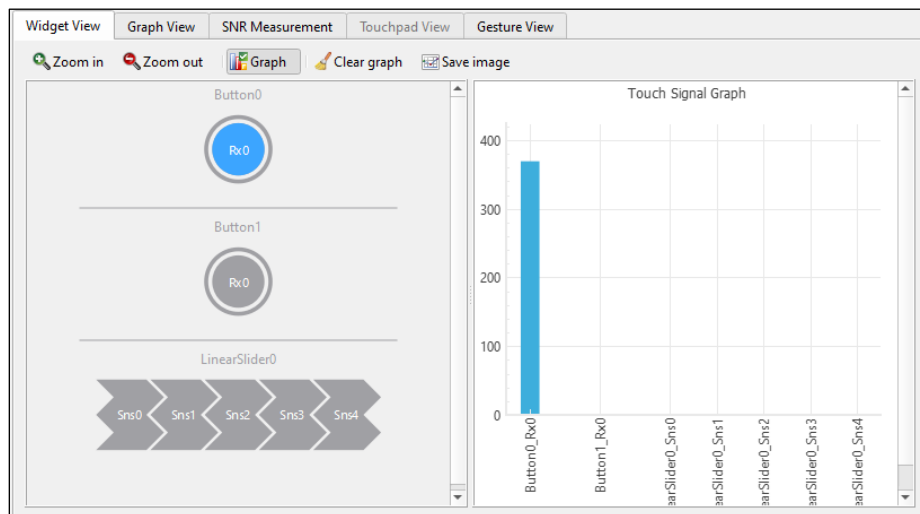 Widget View Graph View SNR Measurement Touchpad View Gesture View
Zoom in Zoom out Graph Clear graph Save image
Button0
Rx0
Button1
Rx0
LinearSlider0
Sns0 Sns1 Sns2 Sns3 Sns4
Touch Signal Graph
400
300
200
100
0
Button0_Rx0
Button1_Rx0
earSlider0_Sns0
earSlider0_Sns1
earSlider0_Sns2
earSlider0_Sns3
earSlider0_Sns4